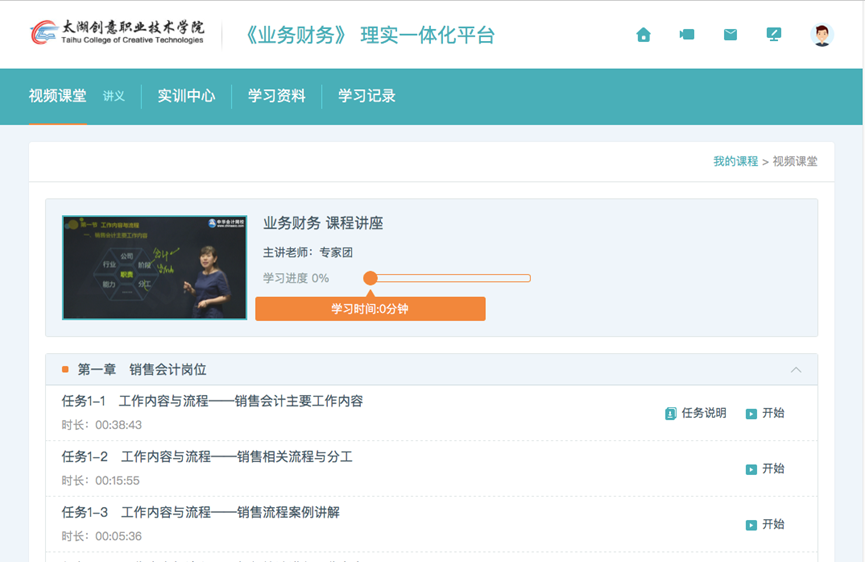 太湖创意职业技术学院
Taihu College of Creative Technologies
《业务财务》 理实一体化平台
视频课堂 讲义 实训中心 学习资料 学习记录
我的课程 > 视频课堂
第一节 工作内容与流程
一、销售会计主要工作内容
公司
行业
阶段
职责
能力
分工
业务财务 课程讲座
主讲老师：专家团
学习进度 0%
学习时间:0分钟
第一章 销售会计岗位
任务1-1 工作内容与流程——销售会计主要工作内容
时长：00:38:43
任务说明 开始
任务1-2 工作内容与流程——销售相关流程与分工
时长：00:15:55
开始
任务1-3 工作内容与流程——销售流程案例讲解
时长：00:05:36
开始